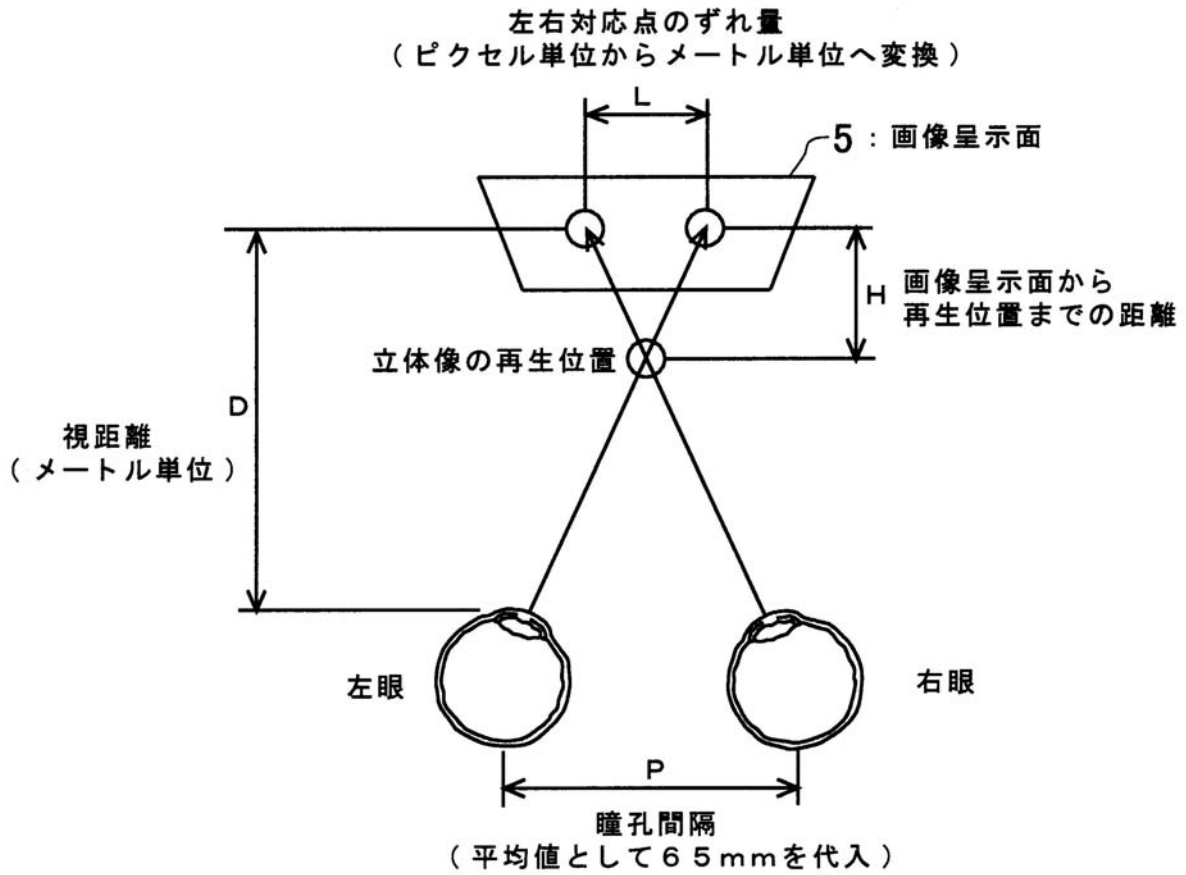 左右対応点のずれ量
（ピクセル単位からメートル単位へ変換）
L
5：画像呈示面
H 画像呈示面から
再生位置までの距離
立体像の再生位置
D
視距離
（メートル単位）
左眼
右眼
P
瞳孔間隔
（平均値として６５ｍｍを代入）